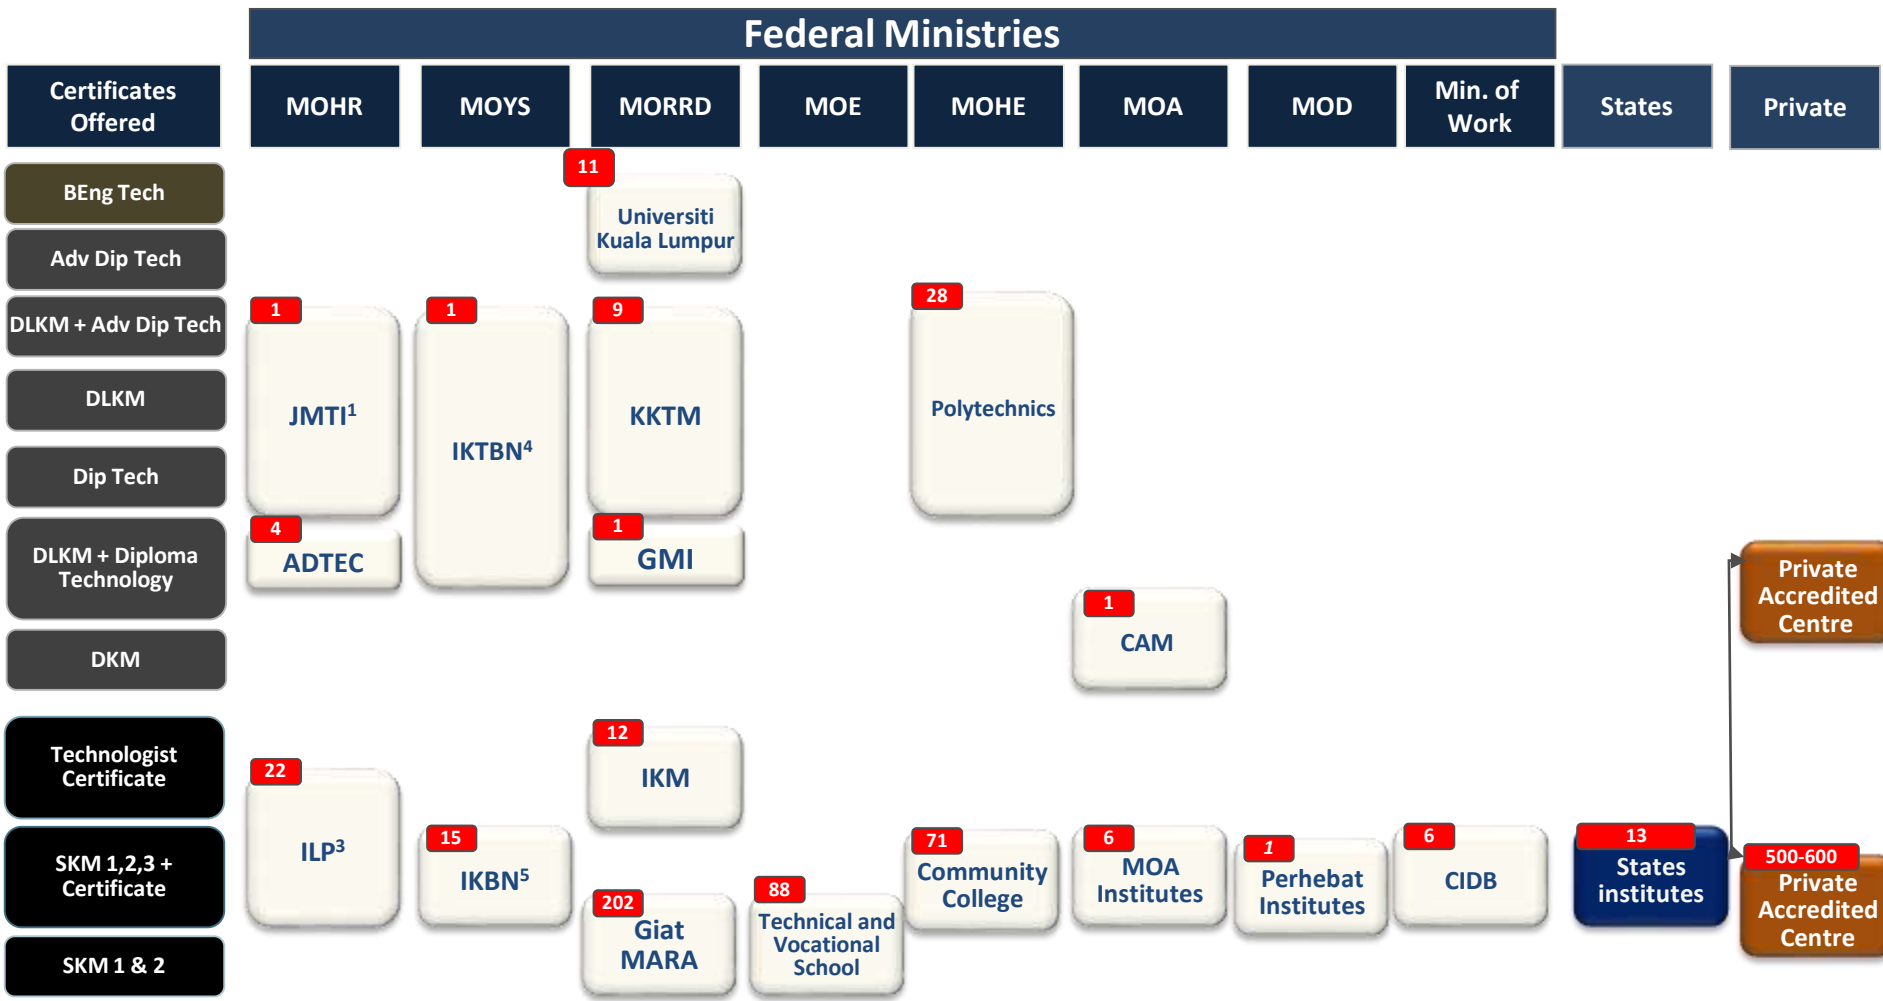 Federal Ministries
Certificates
Offered
MOHR
MOYS
MORRD
MOE
MOHE
MOA
MOD
Min. of
Work
States
Private
BEng Tech
11
Universiti
Kuala Lumpur
Adv Dip Tech
DLKM + Adv Dip Tech
1
JMTI¹
1
IKTBN⁴
9
KKTM
28
Polytechnics
DLKM
Dip Tech
DLKM + Diploma
Technology
4
ADTEC
1
GMI
Private
Accredited
Centre
DKM
1
CAM
Technologist
Certificate
22
ILP³
12
IKM
SKM 1,2,3 +
Certificate
15
IKBN⁵
202
Giat
MARA
88
Technical and
Vocational
School
71
Community
College
6
MOA
Institutes
1
Perhebat
Institutes
6
CIDB
13
States
institutes
500-600
Private
Accredited
Centre
SKM 1 & 2